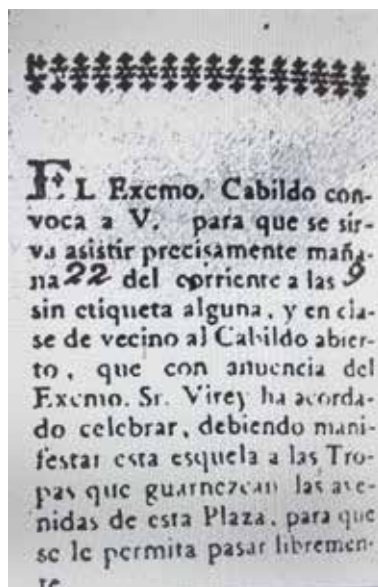 EL Excmo. Cabildo con-
voca a V. para que se sir-
va asistir precisamente maña-
na 22 del corriente a las 9
sin etiqueta alguna, y en cla-
se de vecino al Cabildo abier-
to, que con anuencia del
Excmo. Sr. Virey ha acorda-
do celebrar, debiendo mani-
festar esta esquela a las Tro-
pas que guarnezcan las ave-
nidas de esta Plaza, para que
se le permita pasar libremen-
te